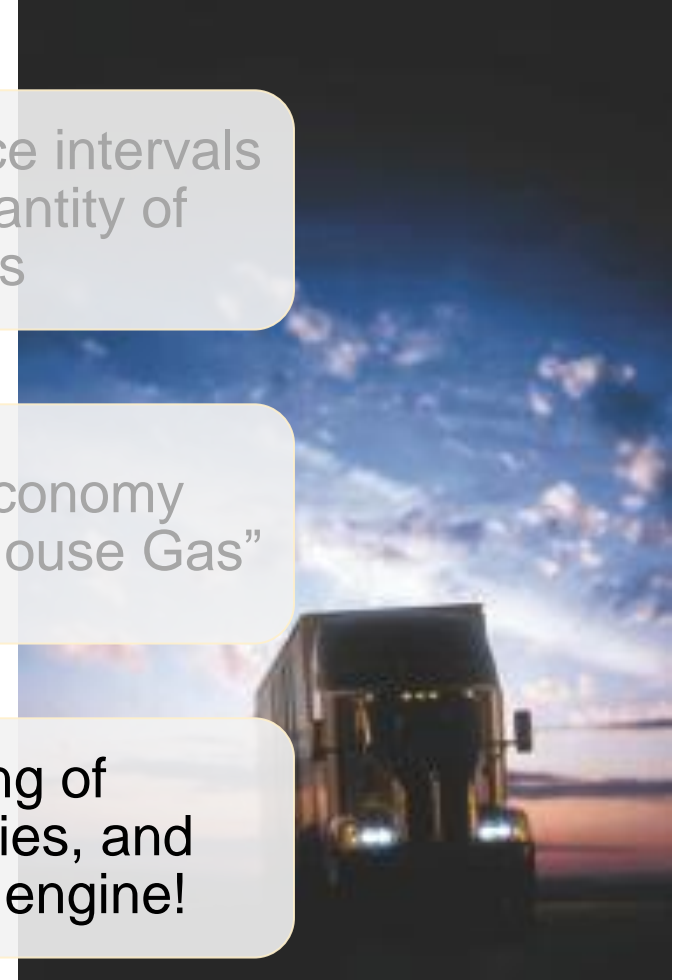 ce intervals
antity of
s
conomy
ouse Gas”
ng of
ies, and
engine!